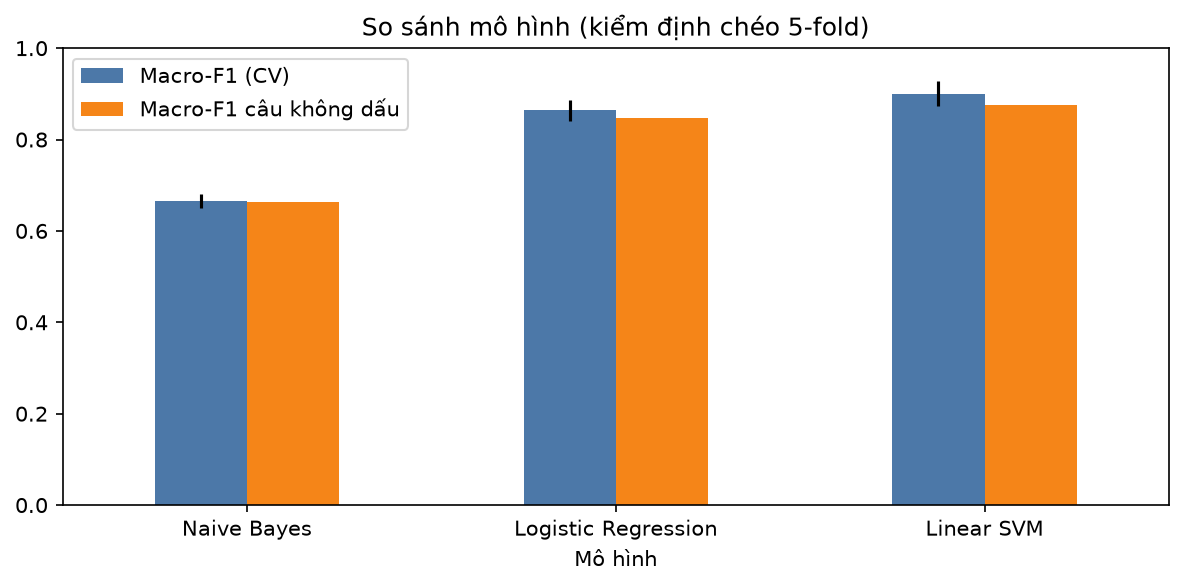 So sánh mô hình (kiểm định chéo 5-fold)
Macro-F1 (CV)
Macro-F1 câu không dấu
1.0
0.8
0.6
0.4
0.2
0.0
Naive Bayes
Logistic Regression
Linear SVM
Mô hình